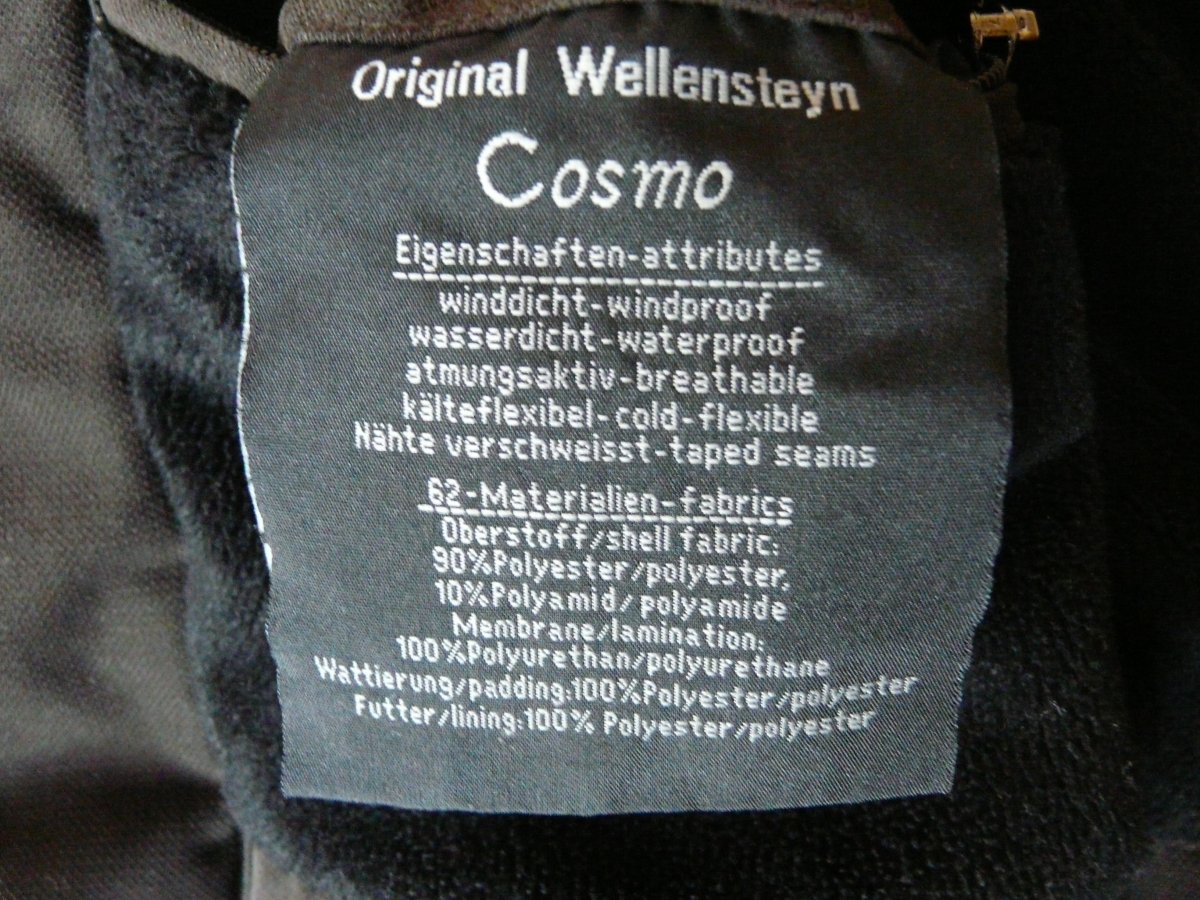 Original Wellensteyn
Cosmo
Eigenschaften-attributes
winddicht-windproof
wasserdicht-waterproof
atmungsaktiv-breathable
kälteflexibel-cold-flexible
Nähte verschweisst-taped seams
62-Materialien-fabrics
Oberstoff/shell fabric:
90%Polyester/polyester,
10%Polyamid/polyamide
Membrane/lamination:
100%Polyurethan/polyurethane
Wattierung/padding:100%Polyester/polyester
Futter/lining:100% Polyester/polyester